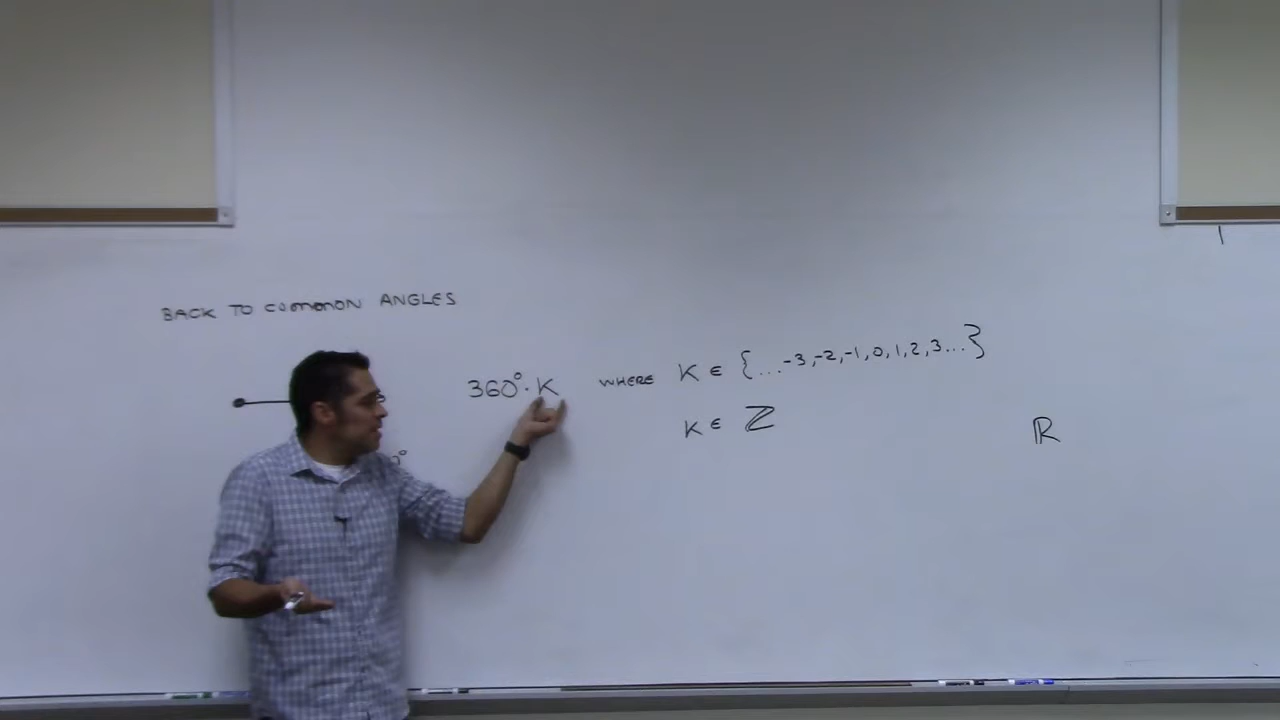 BACK TO COMMON ANGLES
360°·K WHERE K ∈ {...-3,-2,-1,0,1,2,3...}
K ∈ ℤ
ℝ